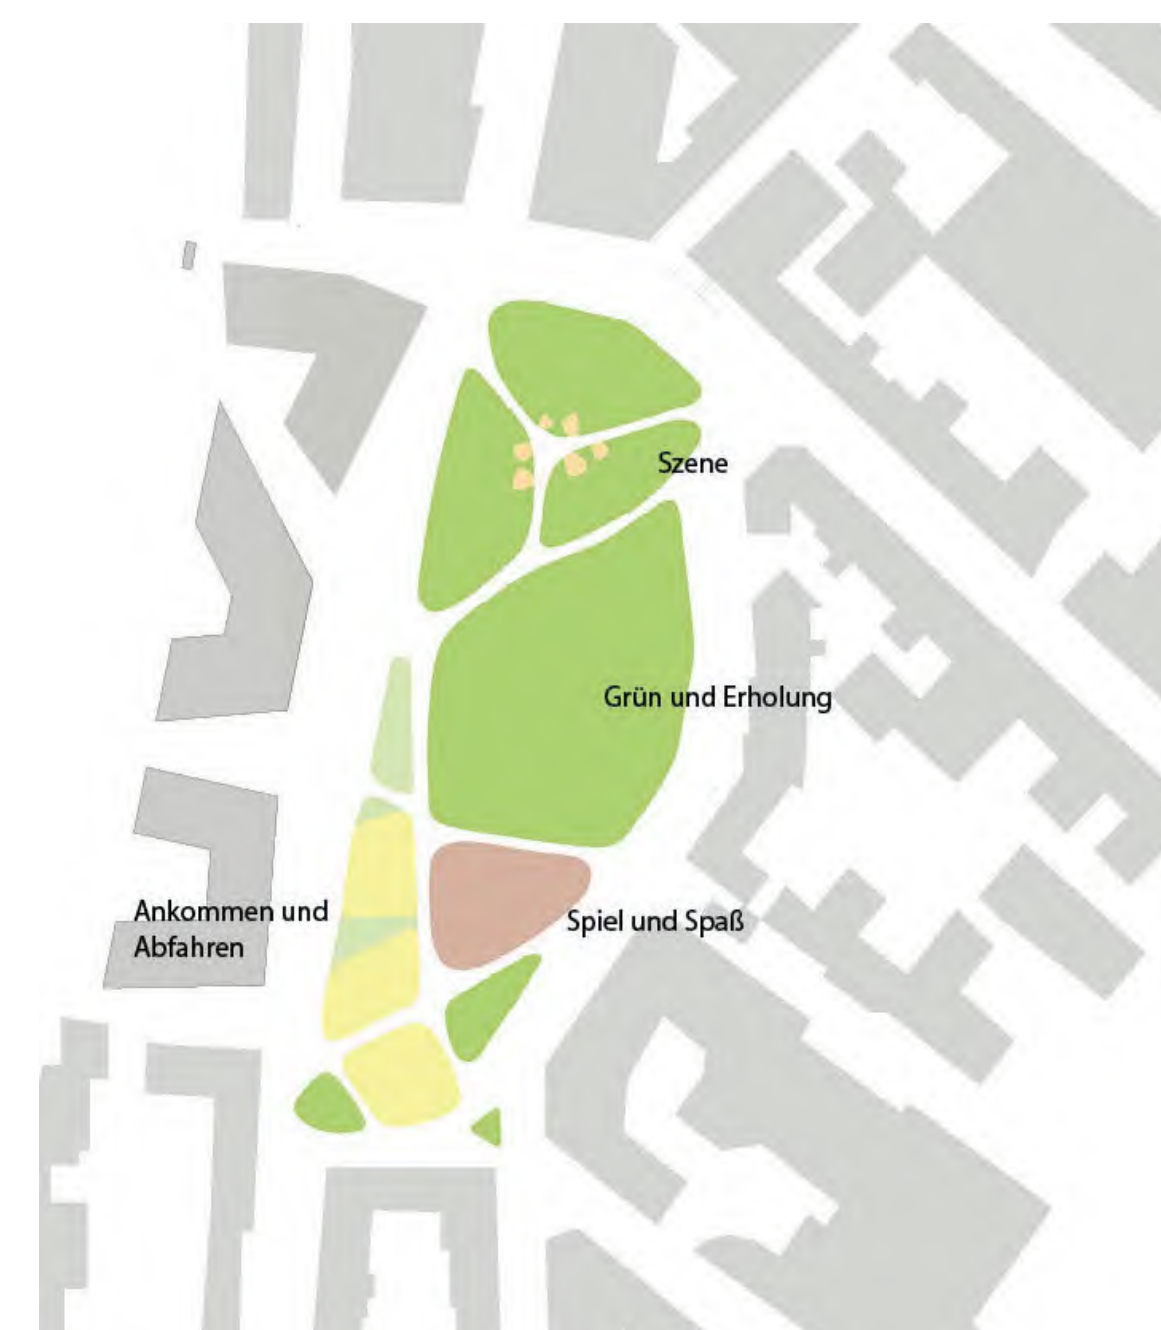 Szene
Grün und Erholung
Ankommen und
Abfahren
Spiel und Spaß